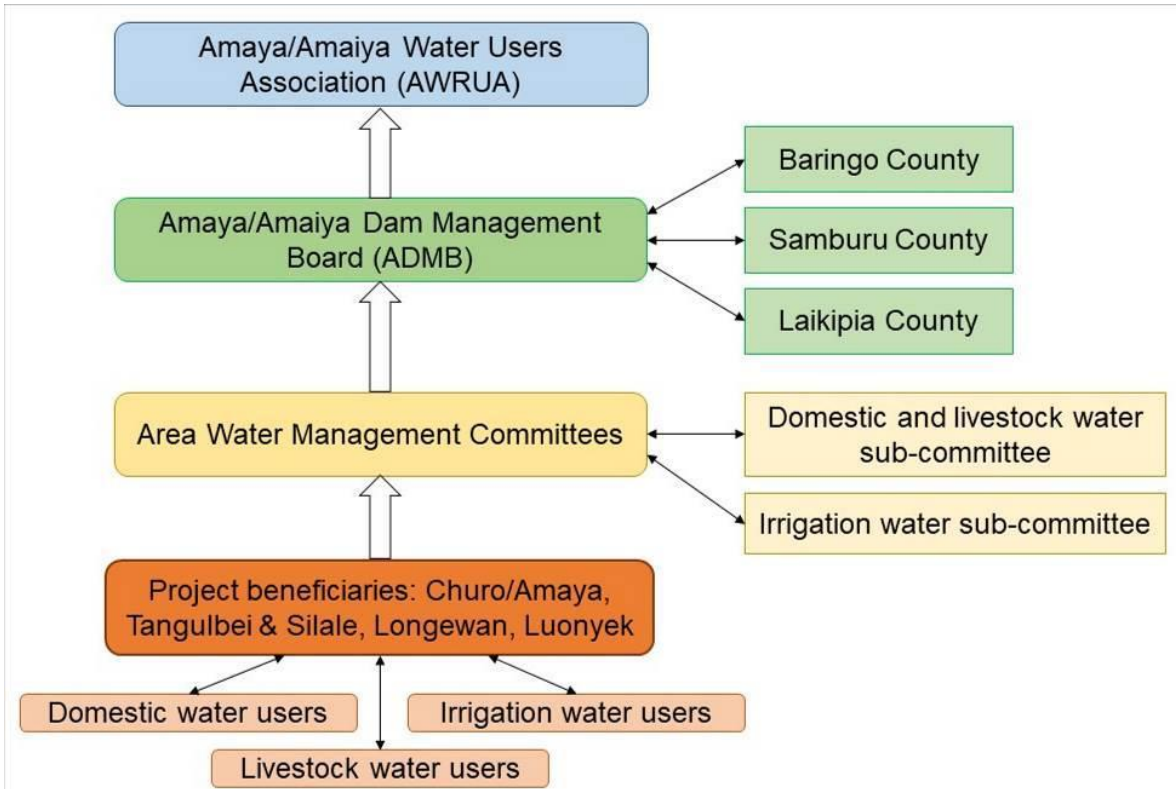 Amaya/Amaiya Water Users
Association (AWRUA)
Baringo County
Amaya/Amaiya Dam Management
Board (ADMB)
Samburu County
Laikipia County
Area Water Management Committees
Domestic and livestock water
sub-committee
Irrigation water sub-committee
Project beneficiaries: Churo/Amaya,
Tangulbei & Silale, Longewan, Luonyek
Domestic water users
Irrigation water users
Livestock water users